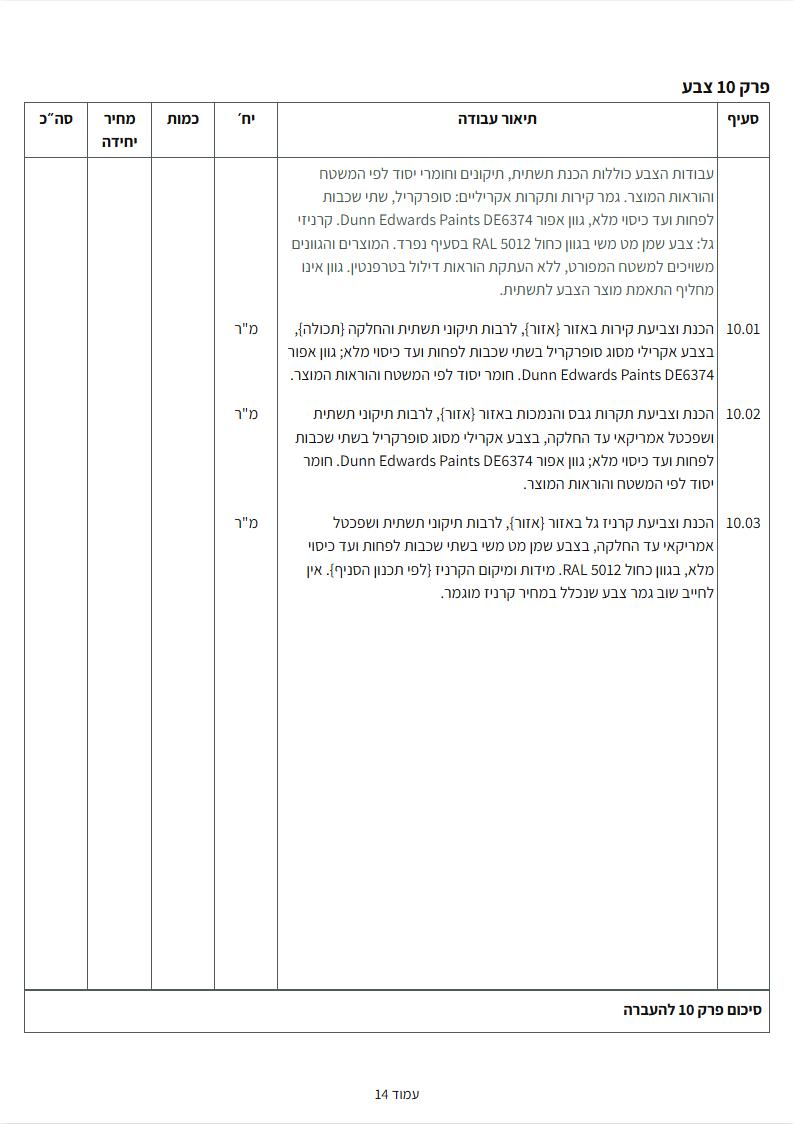 פרק 10 צבע
סעיף תיאור עבודה יח׳ כמות מחיר יחידה סה״כ
עבודות הצבע כוללות הכנת תשתית, תיקונים וחומרי יסוד לפי המשטח
והוראות המוצר. גמר קירות ותקרות אקריליים: סופרקריל, שתי שכבות
לפחות ועד כיסוי מלא, גוון אפור Dunn Edwards Paints DE6374. קרניזי
גל: צבע שמן מט משי בגוון כחול RAL 5012 בסעיף נפרד. המוצרים והגוונים
משויכים למשטח המפורט, ללא העתקת הוראות דילול בטרפנטין. גוון אינו
מחליף התאמת מוצר הצבע לתשתית.
10.01 הכנת וצביעת קירות באזור {אזור}, לרבות תיקוני תשתית והחלקה {תכולה}, מ"ר
בצבע אקרילי מסוג סופרקריל בשתי שכבות לפחות ועד כיסוי מלא; גוון אפור
Dunn Edwards Paints DE6374. חומר יסוד לפי המשטח והוראות המוצר.
10.02 הכנת וצביעת תקרות גבס והנמכות באזור {אזור}, לרבות תיקוני תשתית מ"ר
ושפכטל אמריקאי עד החלקה, בצבע אקרילי מסוג סופרקריל בשתי שכבות
לפחות ועד כיסוי מלא; גוון אפור Dunn Edwards Paints DE6374. חומר
יסוד לפי המשטח והוראות המוצר.
10.03 הכנת וצביעת קרניז גל באזור {אזור}, לרבות תיקוני תשתית ושפכטל מ"ר
אמריקאי עד החלקה, בצבע שמן מט משי בשתי שכבות לפחות ועד כיסוי
מלא, בגוון כחול RAL 5012. מידות ומיקום הקרניז {לפי תכנון הסניף}. אין
לחייב שוב גמר צבע שנכלל במחיר קרניז מוגמר.
סיכום פרק 10 להעברה
עמוד 14